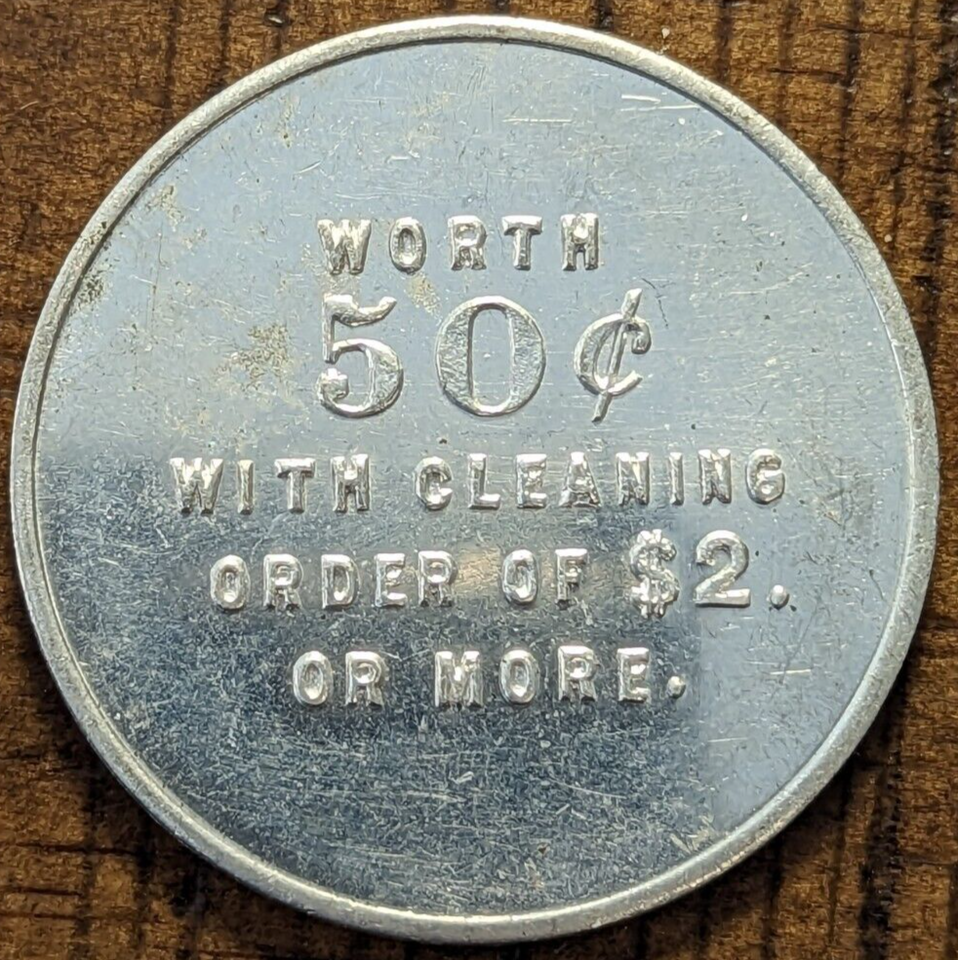 WORTH
50¢
WITH CLEANING
ORDER OF $2.
OR MORE.